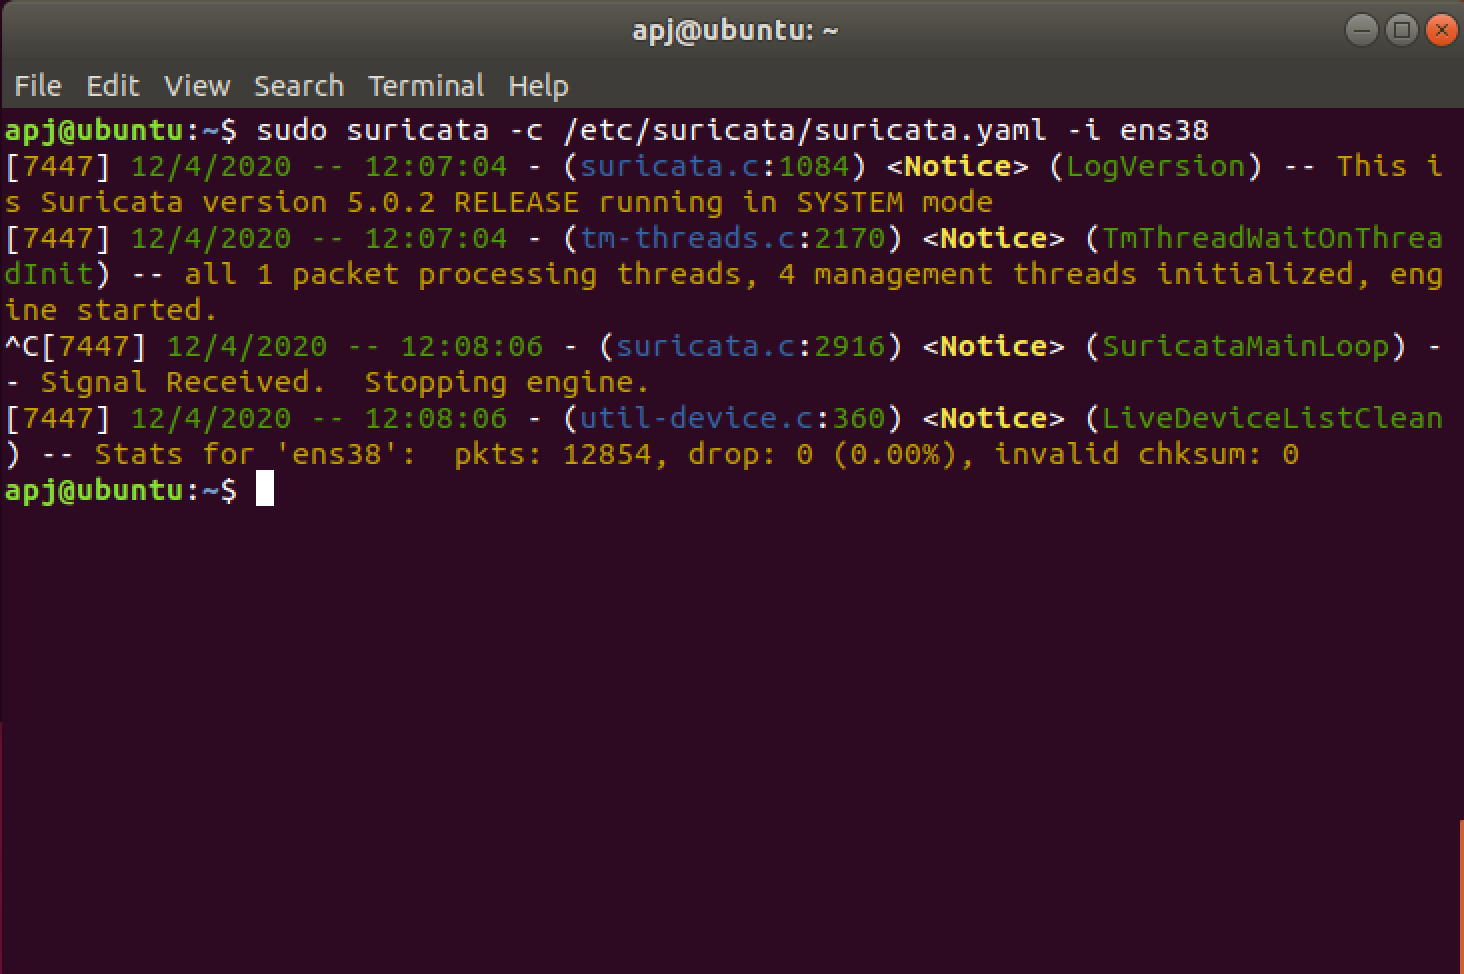 apj@ubuntu: ~
File Edit View Search Terminal Help
apj@ubuntu:~$ sudo suricata -c /etc/suricata/suricata.yaml -i ens38
[7447] 12/4/2020 -- 12:07:04 - (suricata.c:1084) <Notice> (LogVersion) -- This i
s Suricata version 5.0.2 RELEASE running in SYSTEM mode
[7447] 12/4/2020 -- 12:07:04 - (tm-threads.c:2170) <Notice> (TmThreadWaitOnThrea
dInit) -- all 1 packet processing threads, 4 management threads initialized, eng
ine started.
^C[7447] 12/4/2020 -- 12:08:06 - (suricata.c:2916) <Notice> (SuricataMainLoop) -
- Signal Received.  Stopping engine.
[7447] 12/4/2020 -- 12:08:06 - (util-device.c:360) <Notice> (LiveDeviceListClean
) -- Stats for 'ens38':  pkts: 12854, drop: 0 (0.00%), invalid chksum: 0
apj@ubuntu:~$